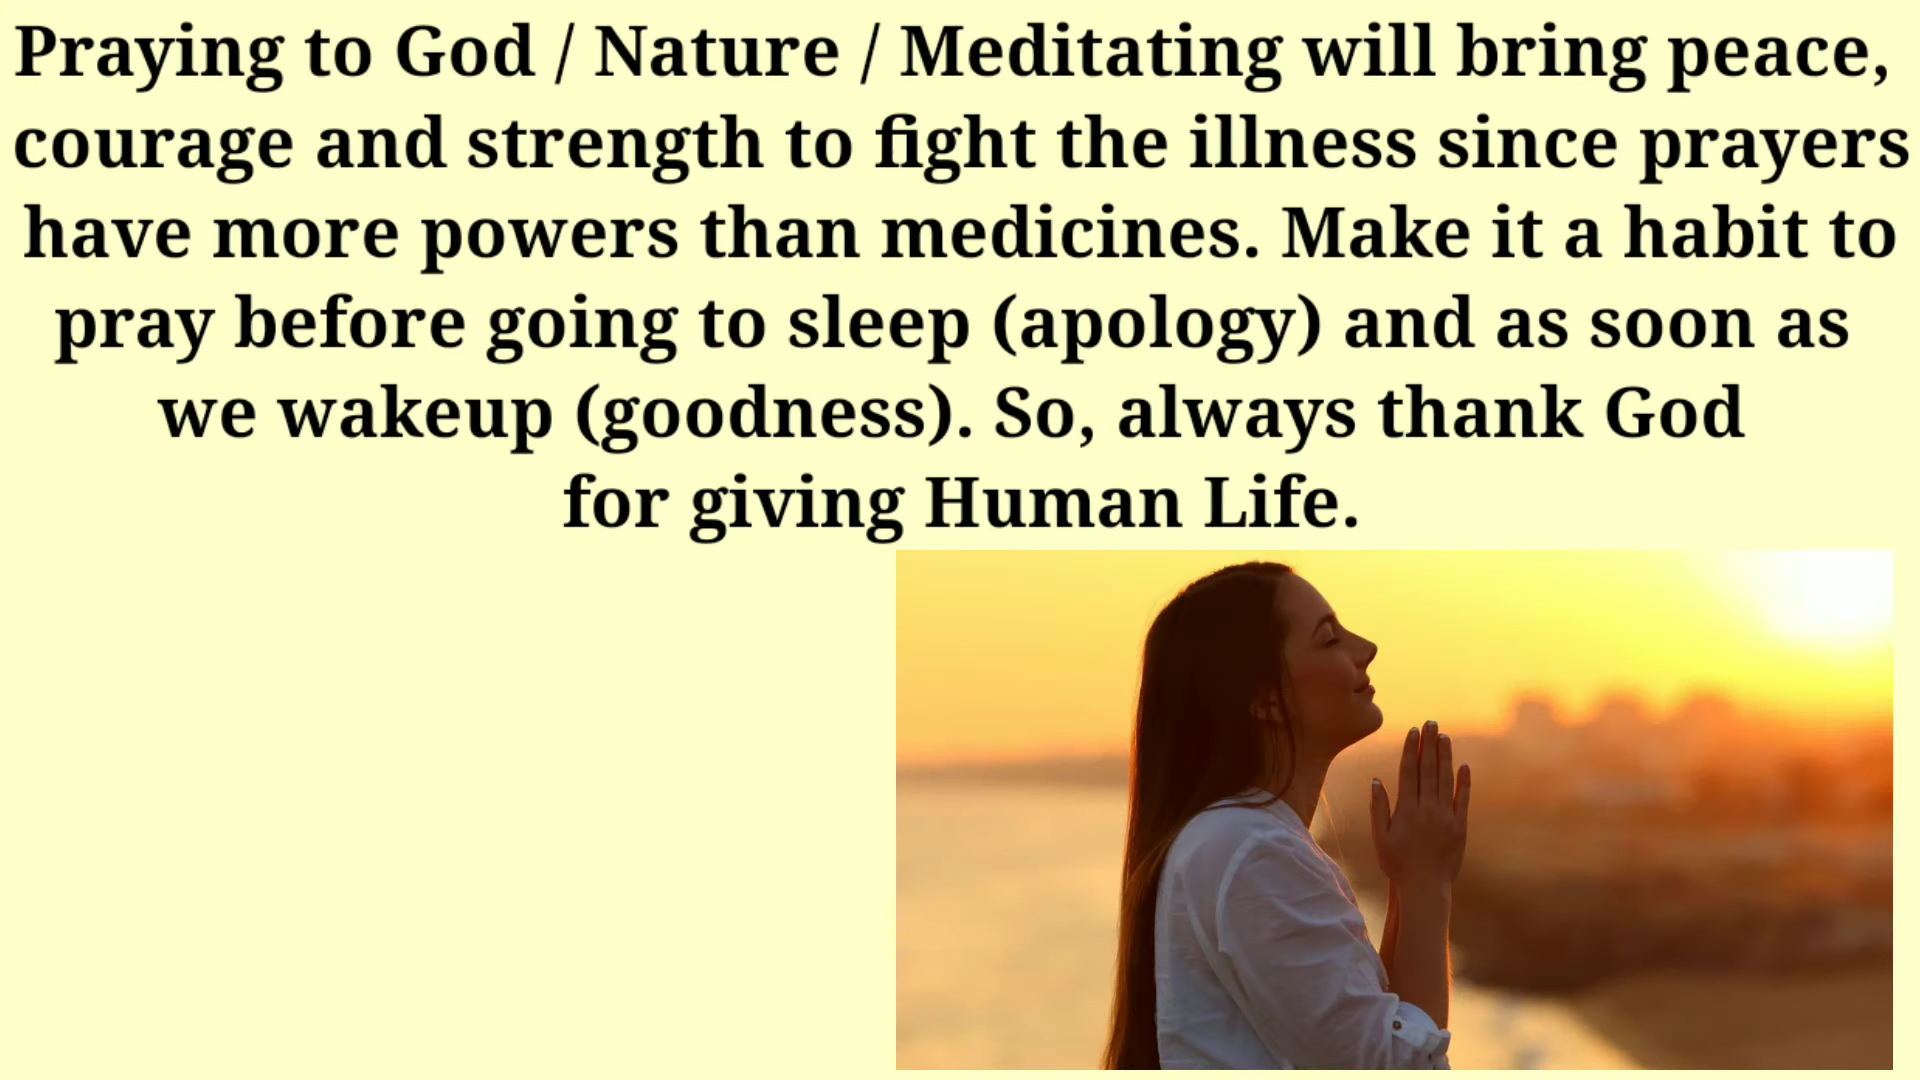 Praying to God / Nature / Meditating will bring peace,
courage and strength to fight the illness since prayers
have more powers than medicines. Make it a habit to
pray before going to sleep (apology) and as soon as
we wakeup (goodness). So, always thank God
for giving Human Life.